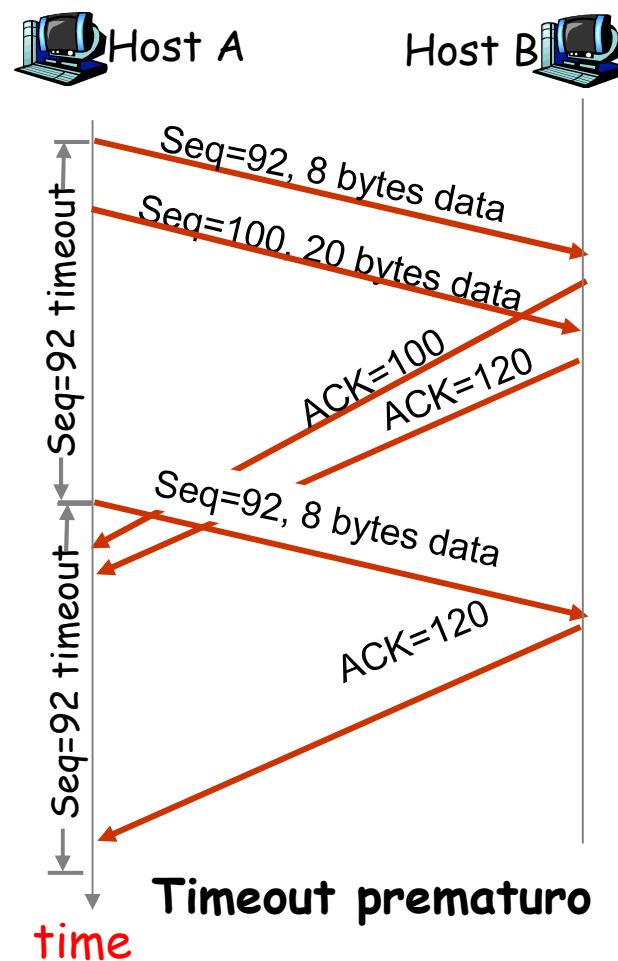 Host A
Host B
Seq=92, 8 bytes data
Seq=100, 20 bytes data
Seq=92 timeout
ACK=100
ACK=120
Seq=92, 8 bytes data
Seq=92 timeout
ACK=120
Timeout prematuro
time